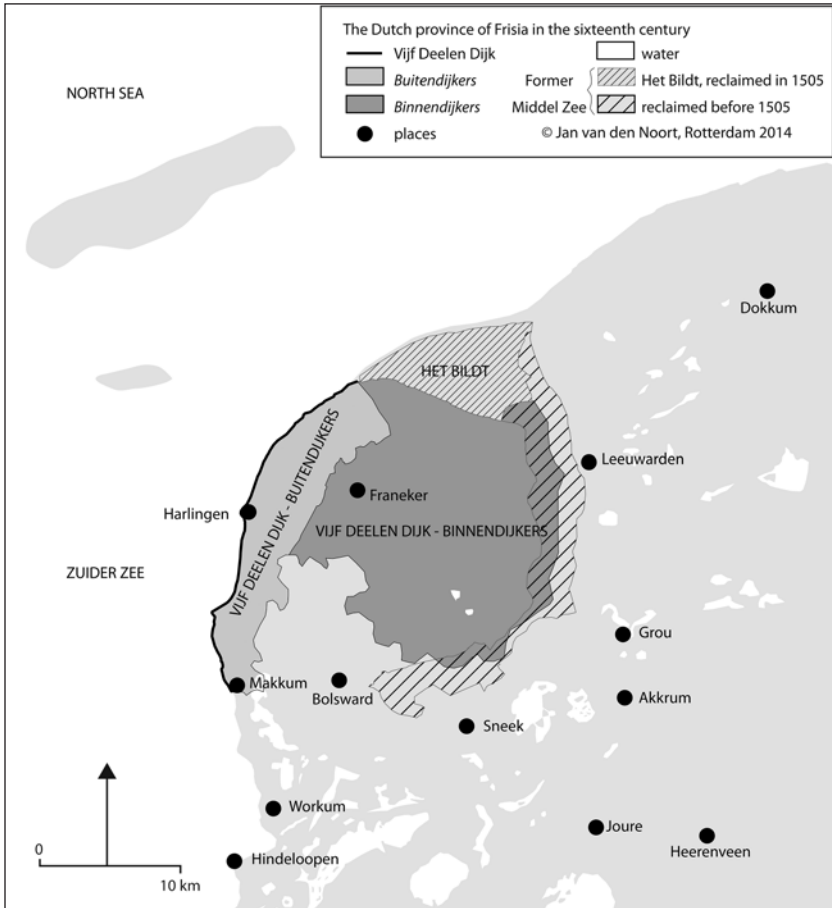 The Dutch province of Frisia in the sixteenth century
Vijf Deelen Dijk
water
Buitendijkers
Former
Het Bildt, reclaimed in 1505
Binnendijkers
Middel Zee
reclaimed before 1505
places
© Jan van den Noort, Rotterdam 2014
NORTH SEA
Dokkum
HET BILDT
Leeuwarden
VIJF DEELEN DIJK - BUITENDIJKERS
Franeker
Harlingen
VIJF DEELEN DIJK - BINNENDIJKERS
ZUIDER ZEE
Grou
Makkum
Bolsward
Akkrum
Sneek
Workum
Joure
Heerenveen
0
Hindeloopen
10 km